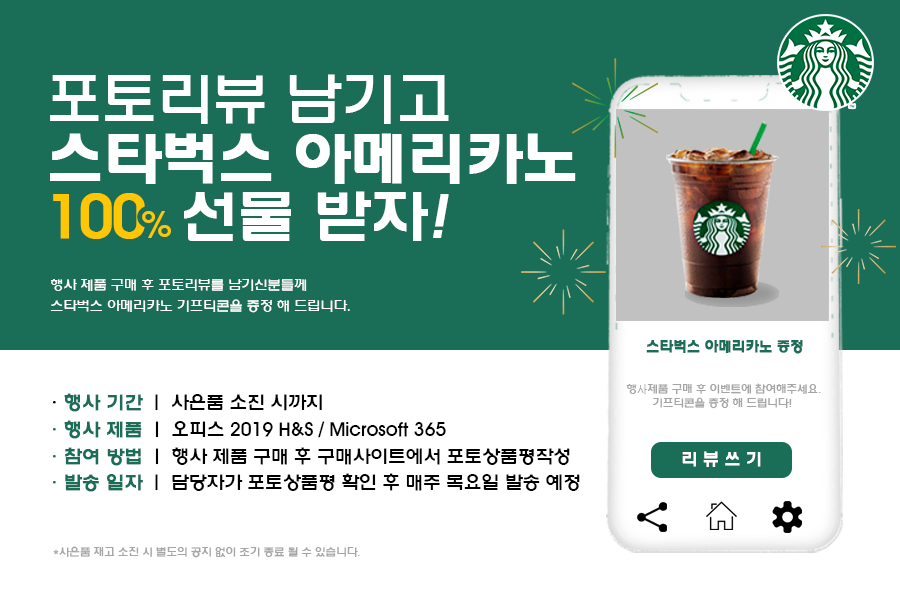 포토리뷰 남기고
스타벅스 아메리카노
100% 선물 받자!
행사 제품 구매 후 포토리뷰를 남기신분들께
스타벅스 아메리카노 기프티콘을 증정 해 드립니다.
· 행사 기간 | 사은품 소진 시까지
· 행사 제품 | 오피스 2019 H&S / Microsoft 365
· 참여 방법 | 행사 제품 구매 후 구매사이트에서 포토상품평작성
· 발송 일자 | 담당자가 포토상품평 확인 후 매주 목요일 발송 예정
*사은품 재고 소진 시 별도의 공지 없이 조기 종료 될 수 있습니다.
스타벅스 아메리카노 증정
행사제품 구매 후 이벤트에 참여해주세요.
기프티콘을 증정 해 드립니다!
리뷰쓰기